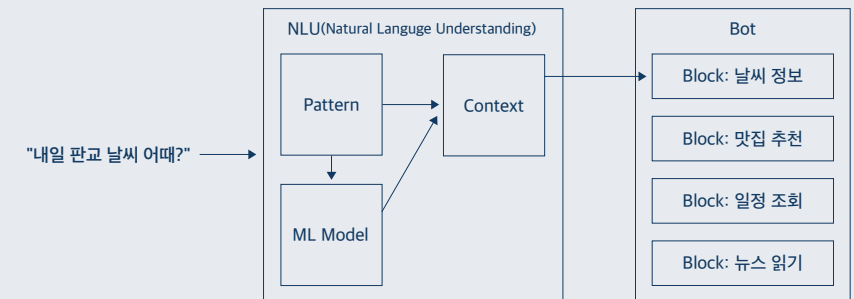 NLU(Natural Languge Understanding)
Bot
Pattern
Context
Block: 날씨 정보
Block: 맛집 추천
"내일 판교 날씨 어때?"
ML Model
Block: 일정 조회
Block: 뉴스 읽기